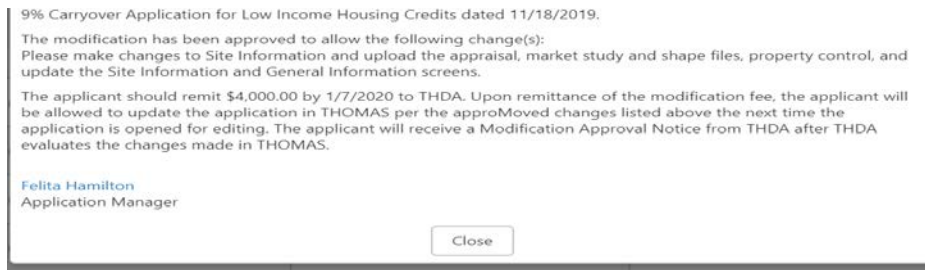 9% Carryover Application for Low Income Housing Credits dated 11/18/2019.
The modification has been approved to allow the following change(s):
Please make changes to Site Information and upload the appraisal, market study and shape files, property control, and
update the Site Information and General Information screens.
The applicant should remit $4,000.00 by 1/7/2020 to THDA. Upon remittance of the modification fee, the applicant will
be allowed to update the application in THOMAS per the approMoved changes listed above the next time the
application is opened for editing. The applicant will receive a Modification Approval Notice from THDA after THDA
evaluates the changes made in THOMAS.
Felita Hamilton
Application Manager
Close